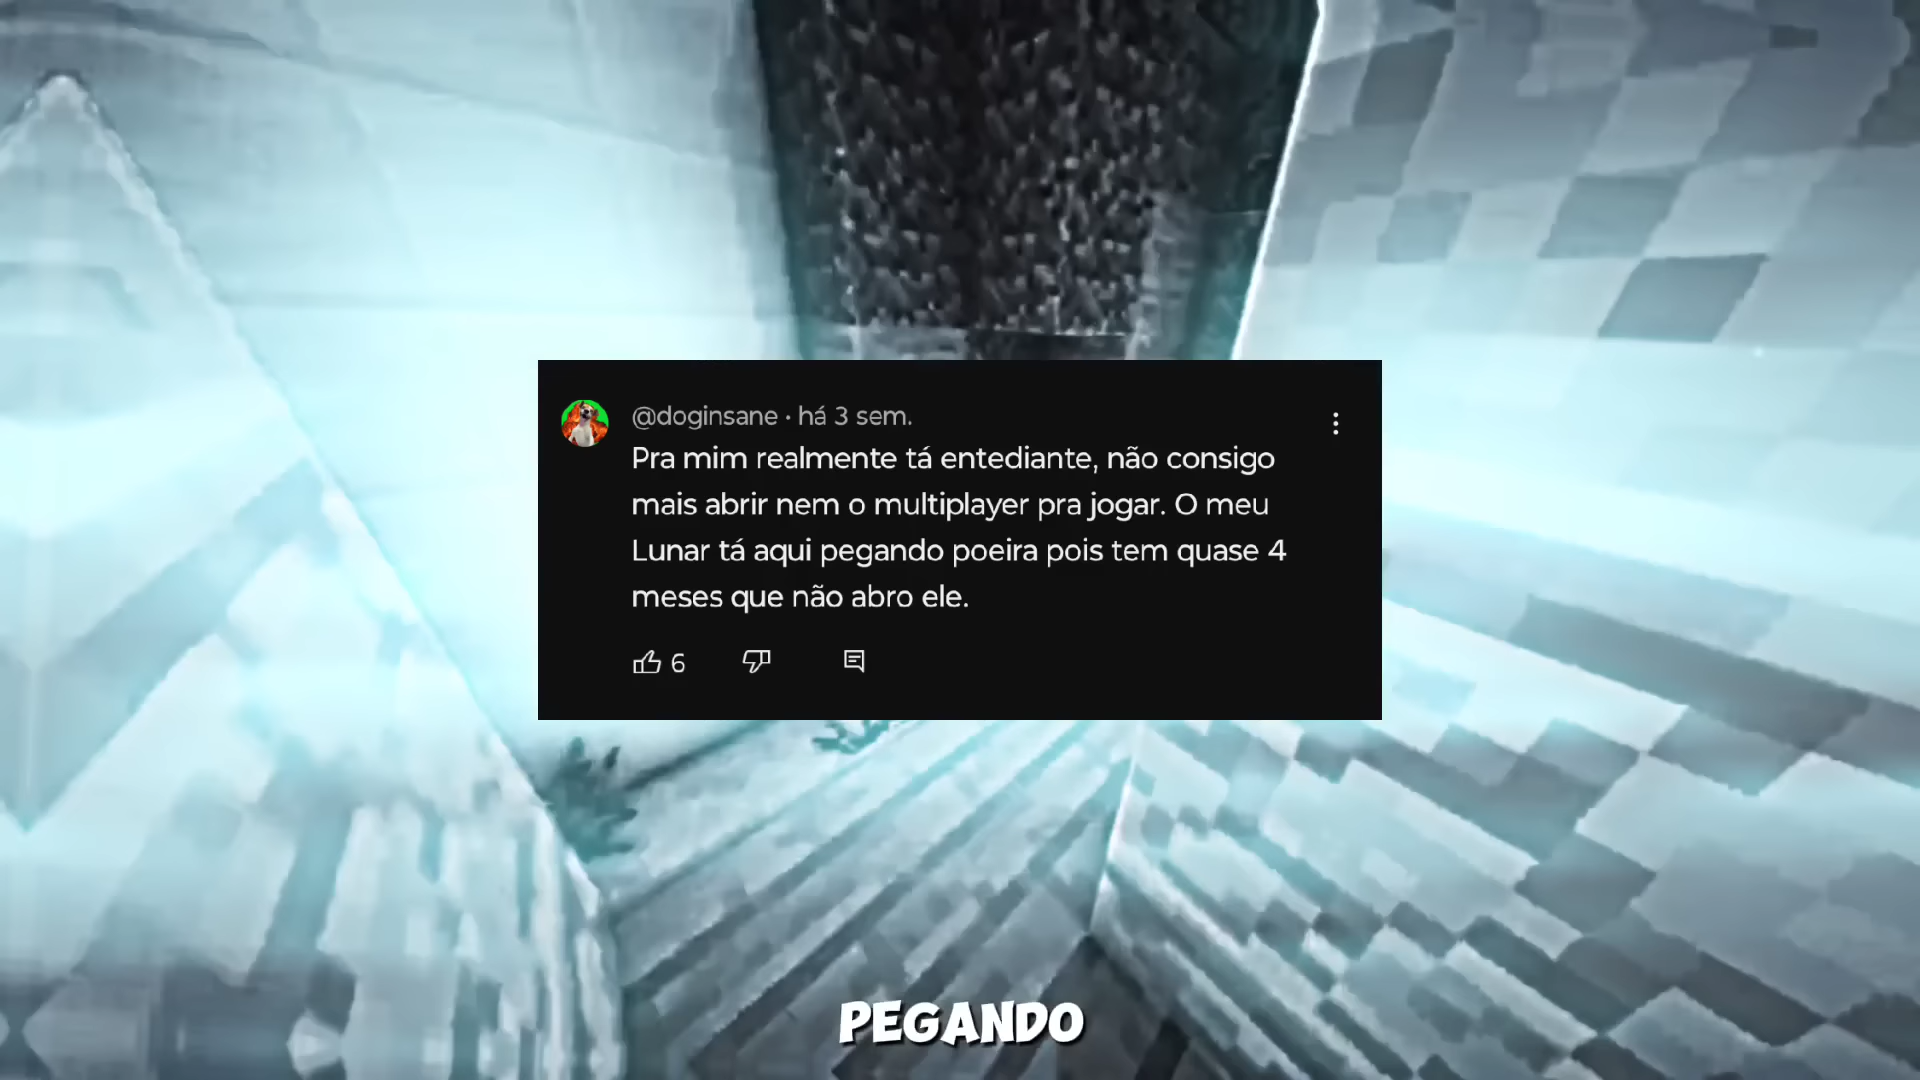 @doginsane · há 3 sem.
Pra mim realmente tá entediante, não consigo
mais abrir nem o multiplayer pra jogar. O meu
Lunar tá aqui pegando poeira pois tem quase 4
meses que não abro ele.
6
PEGANDO